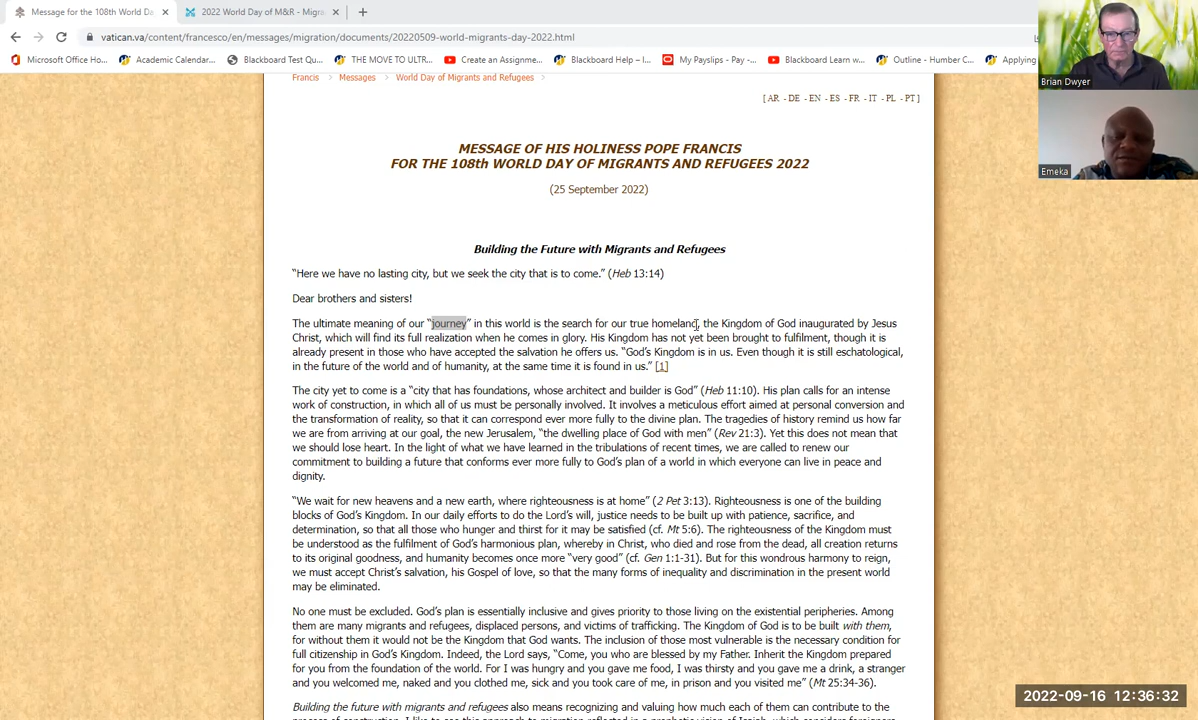 Message for the 108th World Da
2022 World Day of M&R - Migra
vatican.va/content/francesco/en/messages/migration/documents/20220509-world-migrants-day-2022.html
Microsoft Office Ho...
Academic Calendar...
Blackboard Test Qu...
THE MOVE TO ULTR...
Create an Assignme...
Blackboard Help – I...
My Payslips - Pay -...
Blackboard Learn w...
Outline - Humber C...
Applying
Brian Dwyer
Emeka
Francis > Messages > World Day of Migrants and Refugees >
[ AR - DE - EN - ES - FR - IT - PL - PT ]
MESSAGE OF HIS HOLINESS POPE FRANCIS
FOR THE 108th WORLD DAY OF MIGRANTS AND REFUGEES 2022
(25 September 2022)
Building the Future with Migrants and Refugees
“Here we have no lasting city, but we seek the city that is to come.” (Heb 13:14)
Dear brothers and sisters!
The ultimate meaning of our “journey” in this world is the search for our true homeland, the Kingdom of God inaugurated by Jesus
Christ, which will find its full realization when he comes in glory. His Kingdom has not yet been brought to fulfilment, though it is
already present in those who have accepted the salvation he offers us. “God’s Kingdom is in us. Even though it is still eschatological,
in the future of the world and of humanity, at the same time it is found in us.” [1]
The city yet to come is a “city that has foundations, whose architect and builder is God” (Heb 11:10). His plan calls for an intense
work of construction, in which all of us must be personally involved. It involves a meticulous effort aimed at personal conversion and
the transformation of reality, so that it can correspond ever more fully to the divine plan. The tragedies of history remind us how far
we are from arriving at our goal, the new Jerusalem, “the dwelling place of God with men” (Rev 21:3). Yet this does not mean that
we should lose heart. In the light of what we have learned in the tribulations of recent times, we are called to renew our
commitment to building a future that conforms ever more fully to God’s plan of a world in which everyone can live in peace and
dignity.
“We wait for new heavens and a new earth, where righteousness is at home” (2 Pet 3:13). Righteousness is one of the building
blocks of God’s Kingdom. In our daily efforts to do the Lord’s will, justice needs to be built up with patience, sacrifice, and
determination, so that all those who hunger and thirst for it may be satisfied (cf. Mt 5:6). The righteousness of the Kingdom must
be understood as the fulfilment of God’s harmonious plan, whereby in Christ, who died and rose from the dead, all creation returns
to its original goodness, and humanity becomes once more “very good” (cf. Gen 1:1-31). But for this wondrous harmony to reign,
we must accept Christ’s salvation, his Gospel of love, so that the many forms of inequality and discrimination in the present world
may be eliminated.
No one must be excluded. God’s plan is essentially inclusive and gives priority to those living on the existential peripheries. Among
them are many migrants and refugees, displaced persons, and victims of trafficking. The Kingdom of God is to be built with them,
for without them it would not be the Kingdom that God wants. The inclusion of those most vulnerable is the necessary condition for
full citizenship in God’s Kingdom. Indeed, the Lord says, “Come, you who are blessed by my Father. Inherit the Kingdom prepared
for you from the foundation of the world. For I was hungry and you gave me food, I was thirsty and you gave me a drink, a stranger
and you welcomed me, naked and you clothed me, sick and you took care of me, in prison and you visited me” (Mt 25:34-36).
Building the future with migrants and refugees also means recognizing and valuing how much each of them can contribute to the
2022-09-16 12:36:32